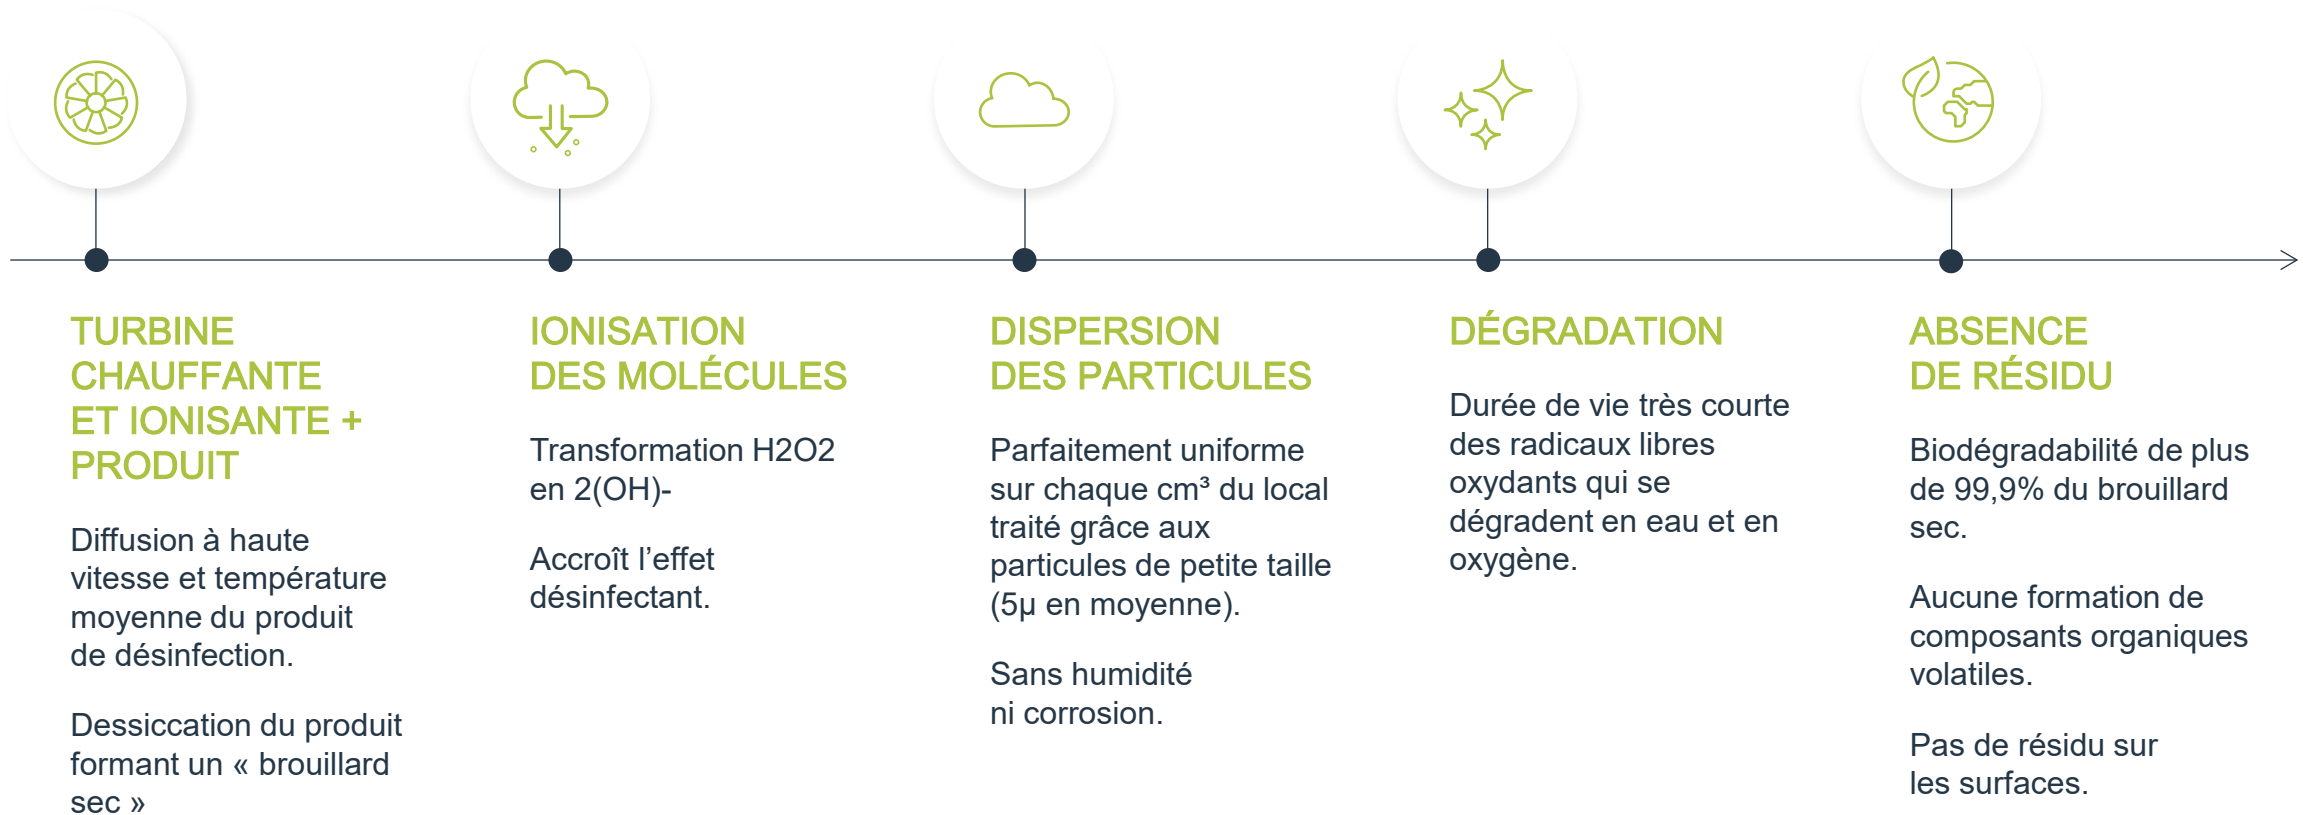 TURBINE
CHAUFFANTE
ET IONISANTE +
PRODUIT
Diffusion à haute
vitesse et température
moyenne du produit
de désinfection.
Dessiccation du produit
formant un « brouillard
sec »
IONISATION
DES MOLÉCULES
Transformation H2O2
en 2(OH)-
Accroît l’effet
désinfectant.
DISPERSION
DES PARTICULES
Parfaitement uniforme
sur chaque cm³ du local
traité grâce aux
particules de petite taille
(5μ en moyenne).
Sans humidité
ni corrosion.
DÉGRADATION
Durée de vie très courte
des radicaux libres
oxydants qui se
dégradent en eau et en
oxygène.
ABSENCE
DE RÉSIDU
Biodégradabilité de plus
de 99,9% du brouillard
sec.
Aucune formation de
composants organiques
volatiles.
Pas de résidu sur
les surfaces.